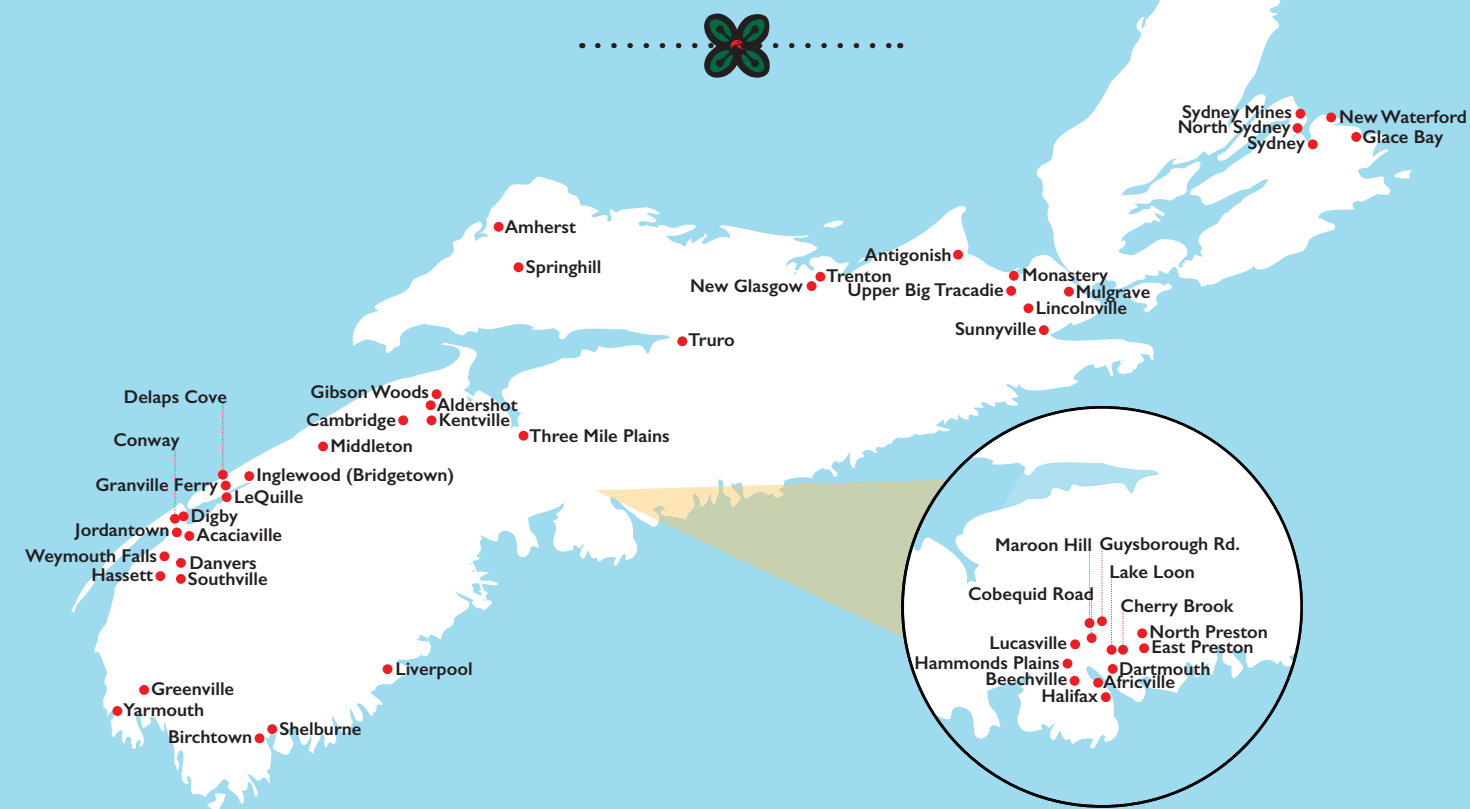 Sydney Mines
New Waterford
North Sydney
Glace Bay
Sydney
Amherst
Springhill
Antigonish
Trenton
Monastery
New Glasgow
Upper Big Tracadie
Mulgrave
Lincolnville
Sunnyville
Truro
Delaps Cove
Gibson Woods
Aldershot
Cambridge
Kentville
Conway
Three Mile Plains
Middleton
Inglewood (Bridgetown)
Granville Ferry
LeQuille
Digby
Jordantown
Acaciaville
Weymouth Falls
Danvers
Hassett
Southville
Liverpool
Greenville
Yarmouth
Shelburne
Birchtown
Maroon Hill
Guysborough Rd.
Lake Loon
Cobequid Road
Cherry Brook
North Preston
Lucasville
East Preston
Hammonds Plains
Dartmouth
Beechville
Africville
Halifax